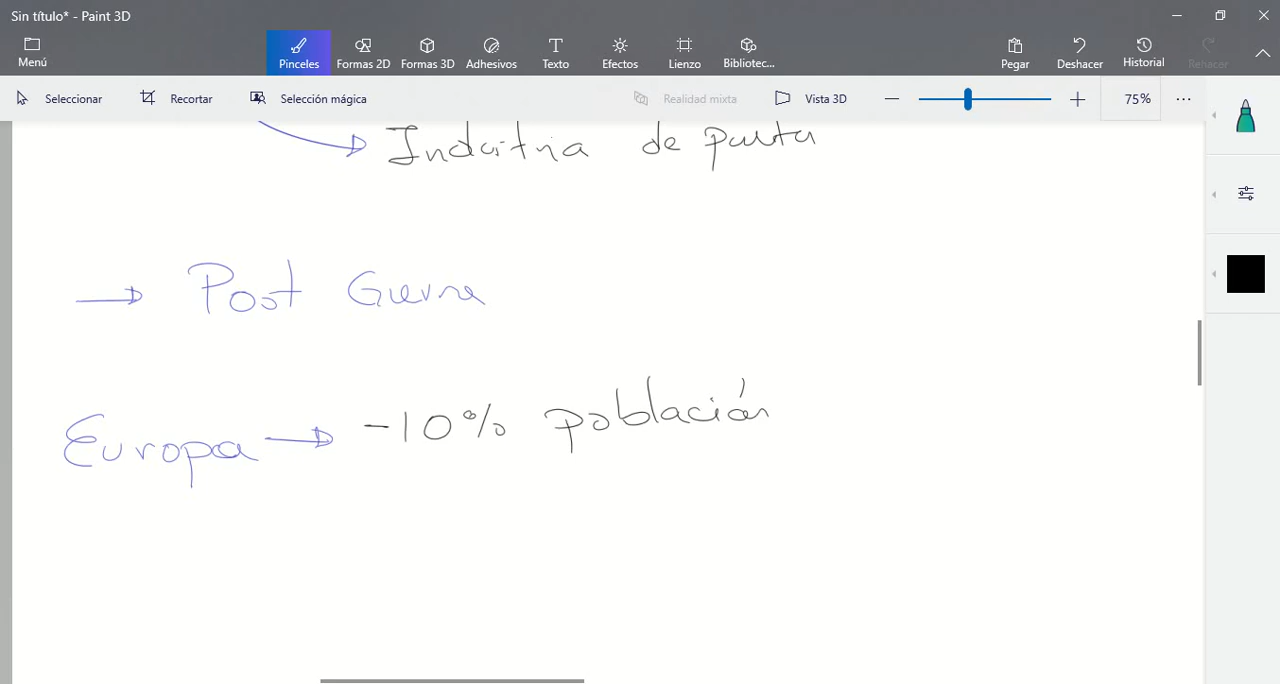 Sin título* - Paint 3D
Menú
Pinceles Formas 2D Formas 3D Adhesivos Texto Efectos Lienzo Bibliotec... Pegar Deshacer Historial Rehacer
Seleccionar Recortar Selección mágica Realidad mixta Vista 3D 75% ...
Industria de punta
Post Guerra
Europa → -10% población